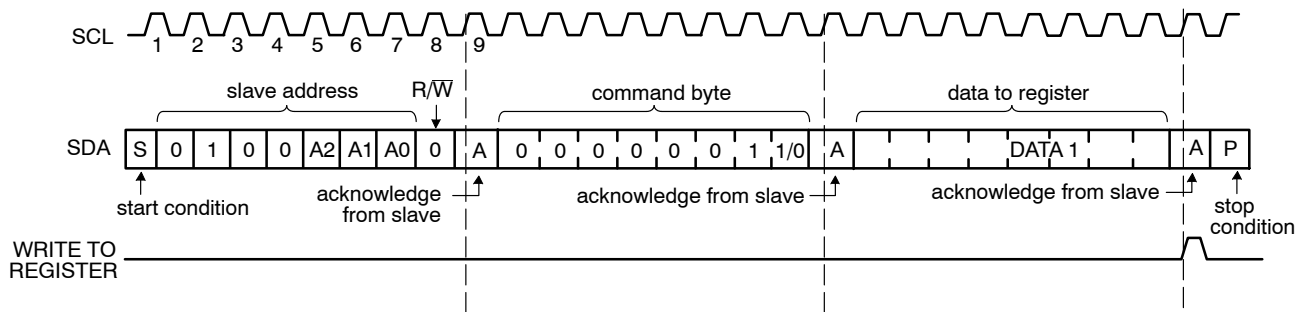 SCL
1 2 3 4 5 6 7 8 9
slave address R/W̅ command byte data to register
SDA S 0 1 0 0 A2 A1 A0 0 A 0 0 0 0 0 0 1 1/0 A DATA 1 A P
start condition
acknowledge
from slave
acknowledge from slave
acknowledge from slave
stop
condition
WRITE TO
REGISTER